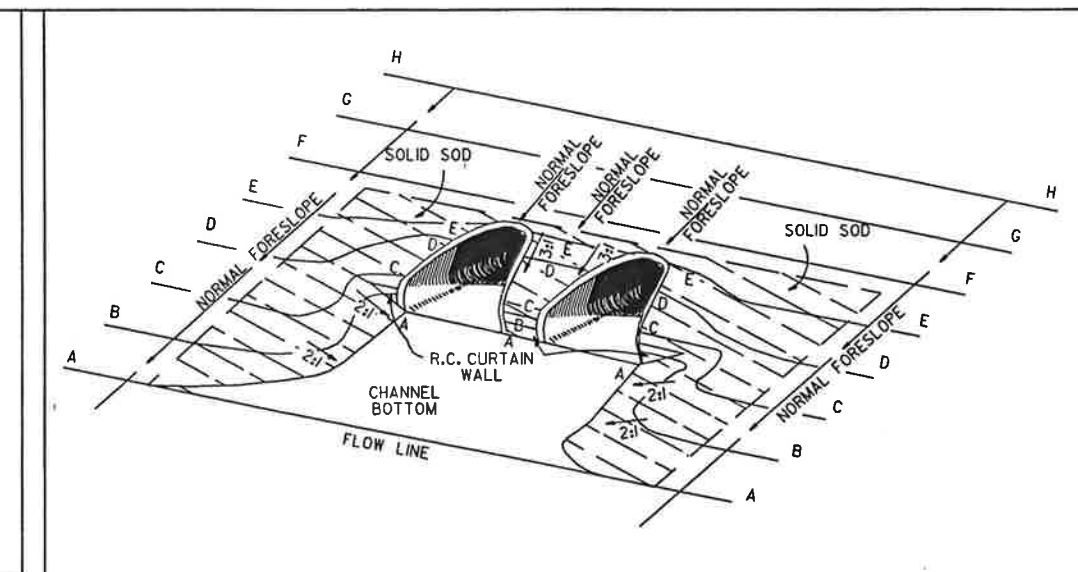 H
G
F
E
D
C
B
A
SOLID SOD
NORMAL FORESLOPE
NORMAL
FORESLOPE
NORMAL
FORESLOPE
NORMAL
FORESLOPE
SOLID SOD
H
G
F
E
D
C
B
A
NORMAL FORESLOPE
E
D
C
A
2:1
2:1
3:1
E
D
3:1
C
B
A
E
D
C
A
2:1
2:1
R.C. CURTAIN
WALL
CHANNEL
BOTTOM
FLOW LINE